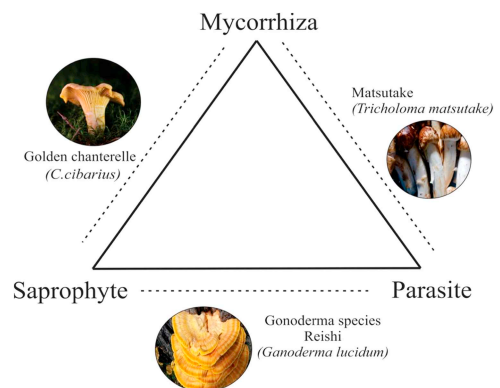 Mycorrhiza
Matsutake
(Tricholoma matsutake)
Golden chanterelle
(C.cibarius)
Saprophyte
Parasite
Gonoderma species
Reishi
(Ganoderma lucidum)